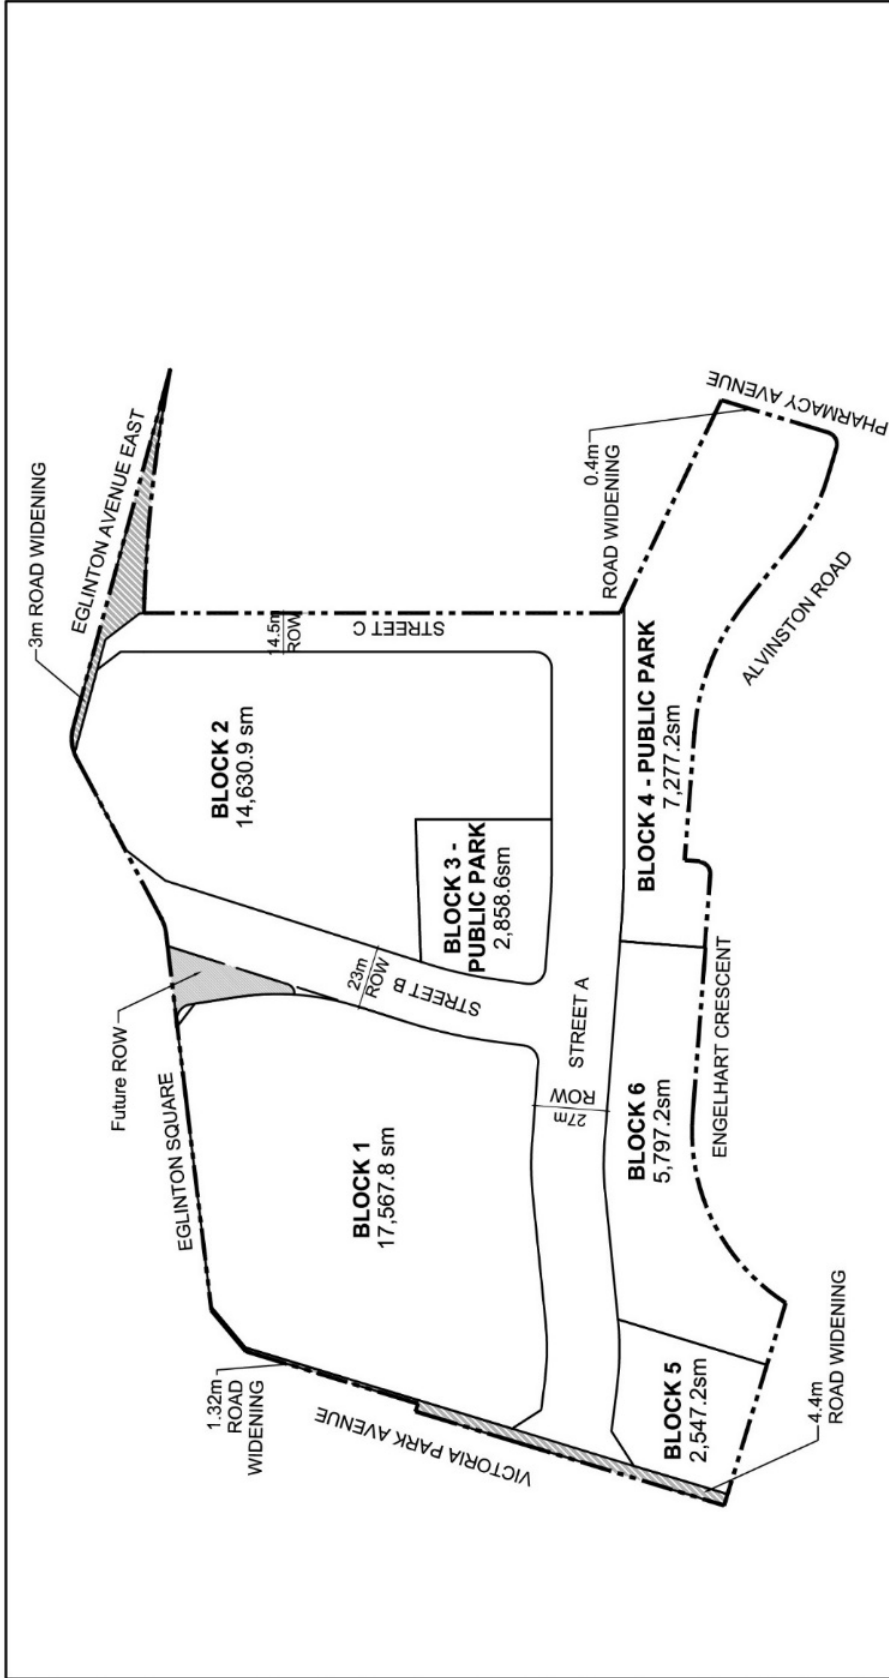 3m ROAD WIDENING
EGLINTON AVENUE EAST
Future ROW
EGLINTON SQUARE
1.32m
ROAD
WIDENING
VICTORIA PARK AVENUE
BLOCK 1
17,567.8 sm
23m
ROW
STREET B
BLOCK 2
14,630.9 sm
14.5m
ROW
STREET C
BLOCK 3 -
PUBLIC PARK
2,858.6sm
STREET A
27m
ROW
0.4m
ROAD WIDENING
PHARMACY AVENUE
BLOCK 4 - PUBLIC PARK
7,277.2sm
ALVINSTON ROAD
BLOCK 5
2,547.2sm
BLOCK 6
5,797.2sm
ENGELHART CRESCENT
4.4m
ROAD WIDENING